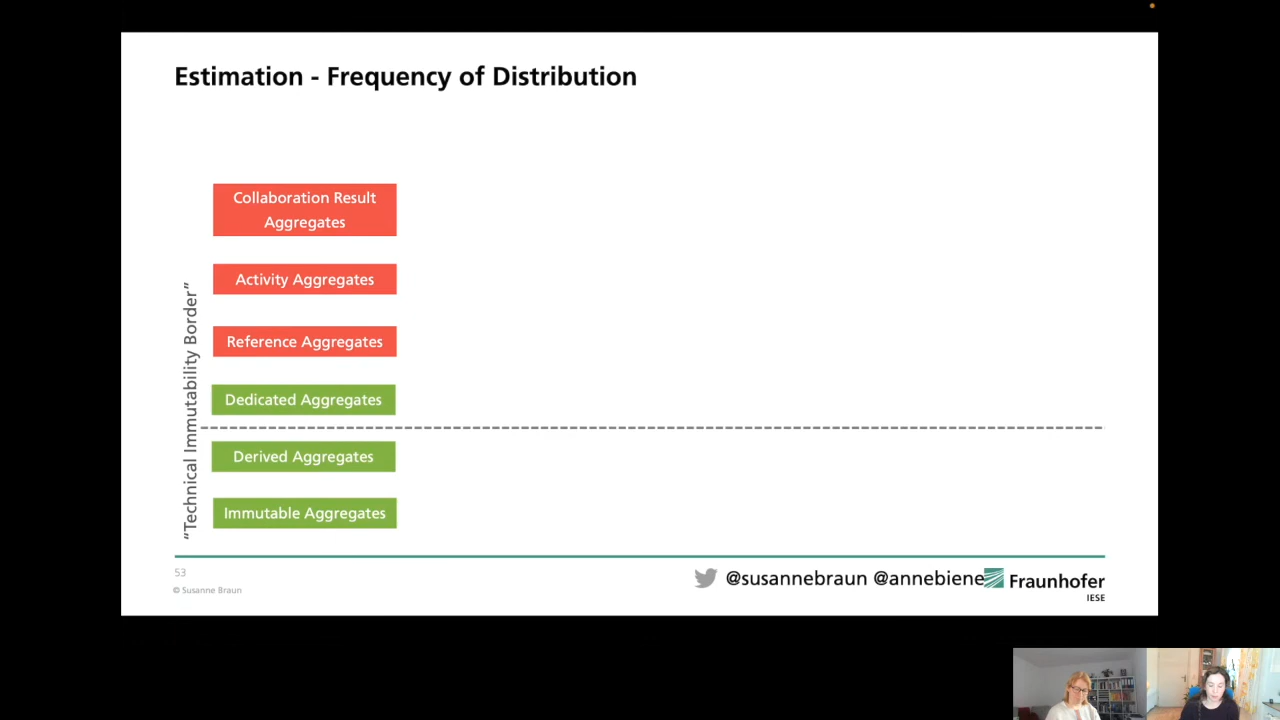 Estimation - Frequency of Distribution
Collaboration Result
Aggregates
Activity Aggregates
Reference Aggregates
Dedicated Aggregates
Derived Aggregates
Immutable Aggregates
“Technical Immutability Border”
53
© Susanne Braun
@susannebraun @annebiene
Fraunhofer
IESE